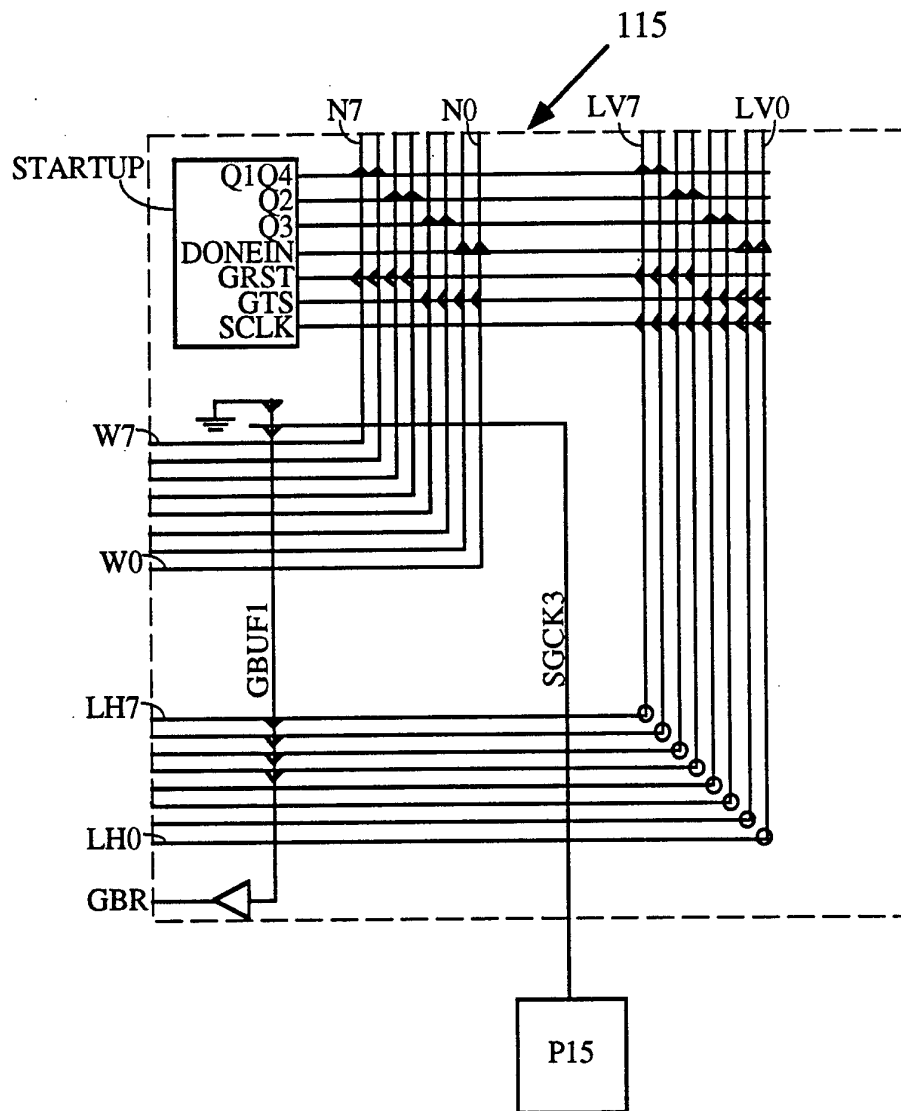 115
N7
N0
LV7
LV0
STARTUP
Q1Q4
Q2
Q3
DONEIN
GRST
GTS
SCLK
W7
W0
GBUF1
SGCK3
LH7
LH0
GBR
P15